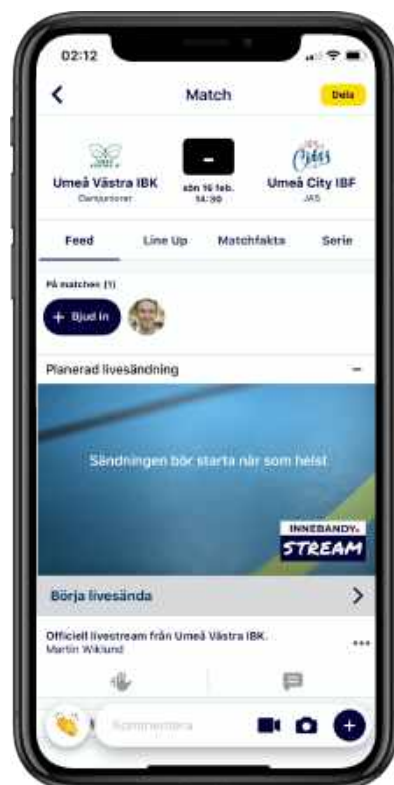 02:12
Match
Dela
Umeå Västra IBK
Damjuniorer
-
sön 16 feb.
14:30
Umeå City IBF
JAS
Feed
Line Up
Matchfakta
Serie
På matchen (1)
+ Bjud in
Planerad livesändning
Sändningen bör starta när som helst
INNEBANDY.
STREAM
Börja livesända
Officiell livestream från Umeå Västra IBK.
Martin Wiklund
Kommentera